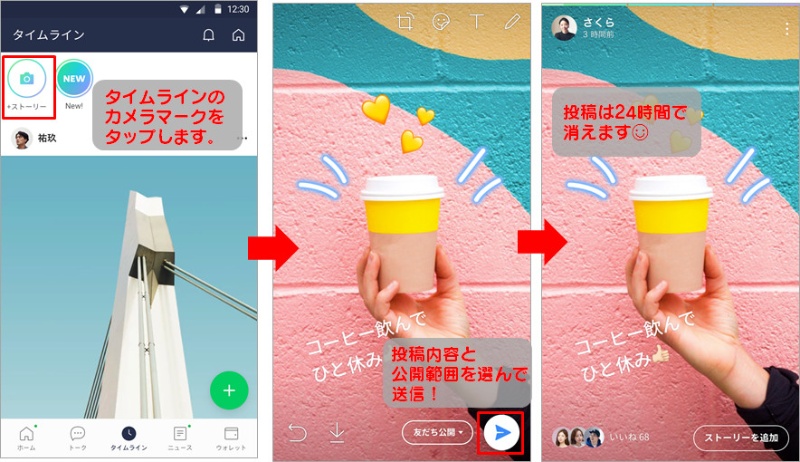 12:30
タイムライン
NEW
+ストーリー
New!
タイムラインの
カメラマークを
タップします。
祐玖
ホーム
トーク
タイムライン
ニュース
ウォレット
T
コーヒー飲んで
ひと休み
投稿内容と
公開範囲を選んで
送信！
友だち公開
さくら
3 時間前
投稿は24時間で
消えます
コーヒー飲んで
ひと休み
いいね 68
ストーリーを追加